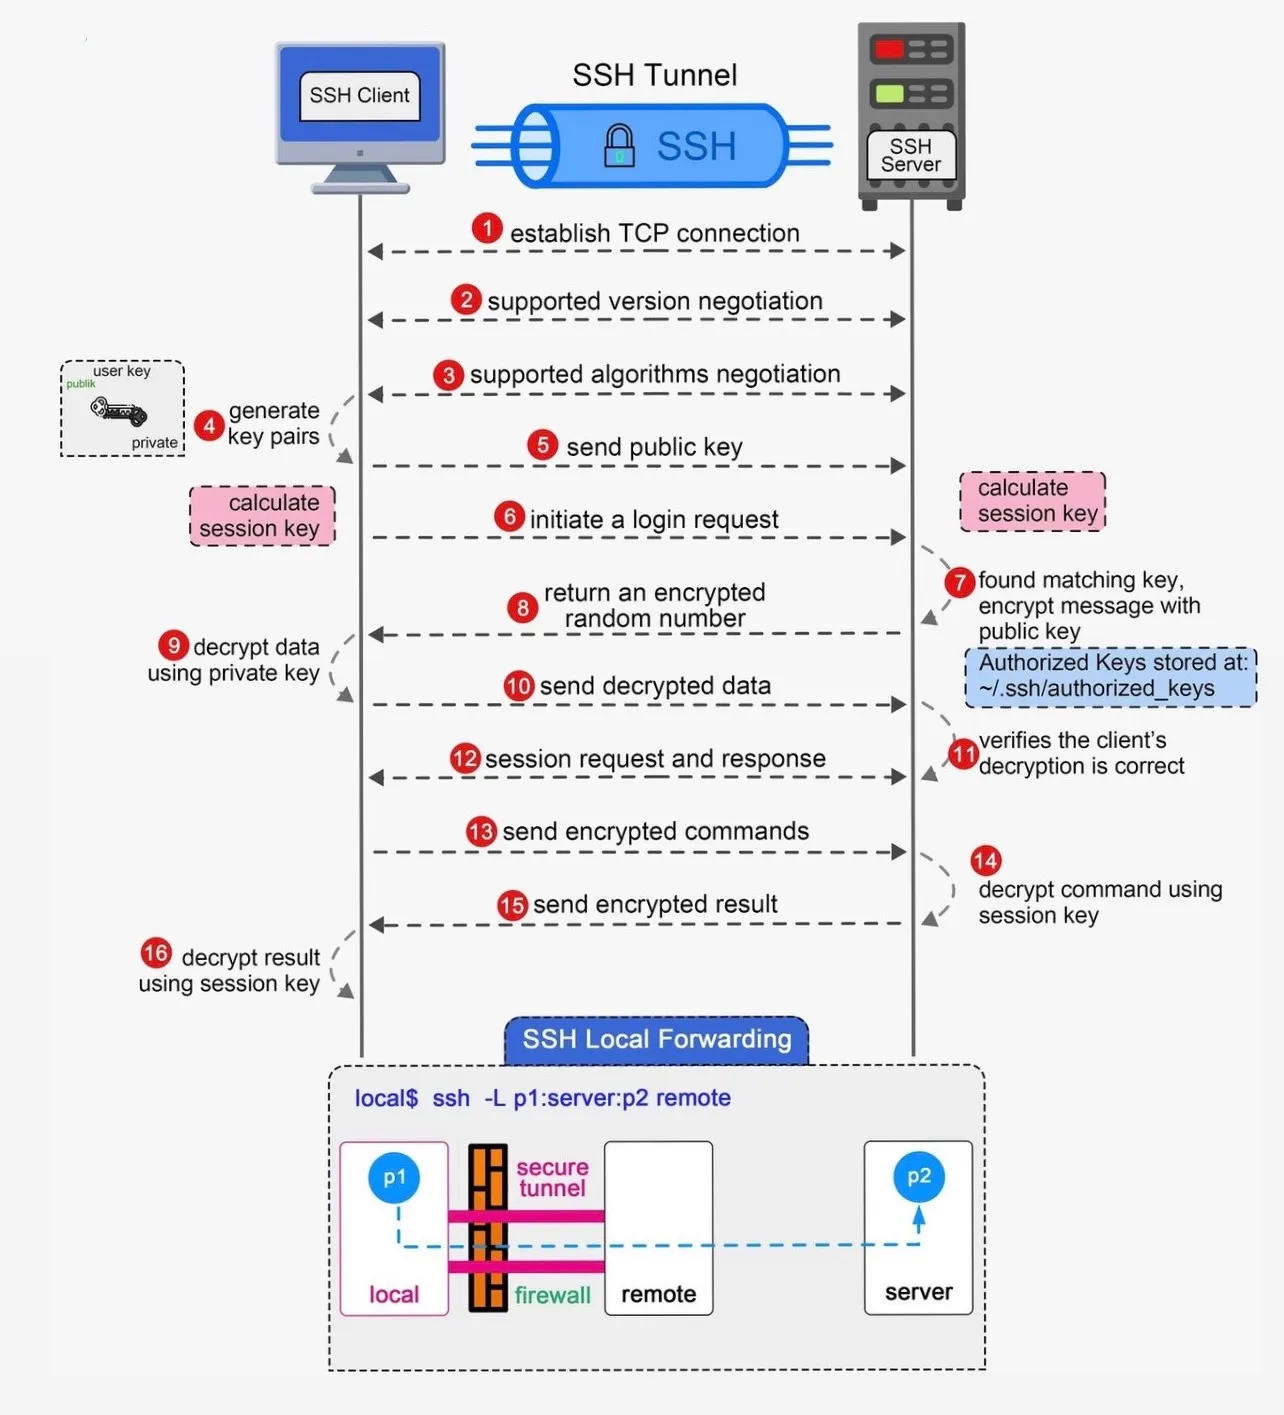 SSH Tunnel
SSH Client
SSH
SSH
Server
1 establish TCP connection
2 supported version negotiation
3 supported algorithms negotiation
user key
publik
private
4 generate
key pairs
5 send public key
calculate
session key
calculate
session key
6 initiate a login request
7 found matching key,
encrypt message with
public key
8 return an encrypted
random number
9 decrypt data
using private key
Authorized Keys stored at:
~/.ssh/authorized_keys
10 send decrypted data
11 verifies the client's
decryption is correct
12 session request and response
13 send encrypted commands
14
decrypt command using
session key
15 send encrypted result
16 decrypt result
using session key
SSH Local Forwarding
local$ ssh -L p1:server:p2 remote
p1
secure
tunnel
p2
local
firewall
remote
server